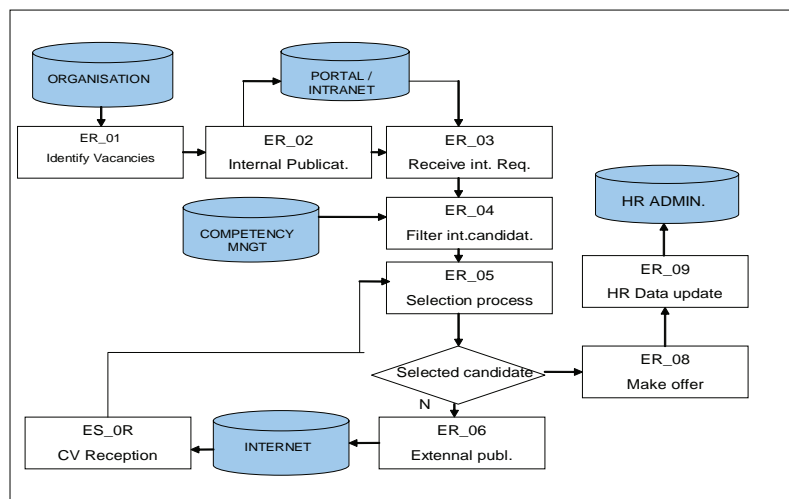 ORGANISATION
PORTAL /
INTRANET
ER_01
Identify Vacancies
ER_02
Internal Publicat.
ER_03
Receive int. Req.
HR ADMIN.
COMPETENCY
MNGT
ER_04
Filter int.candidat.
ER_05
Selection process
ER_09
HR Data update
Selected candidate
ER_08
Make offer
N
ES_0R
CV Reception
INTERNET
ER_06
Extennal publ.